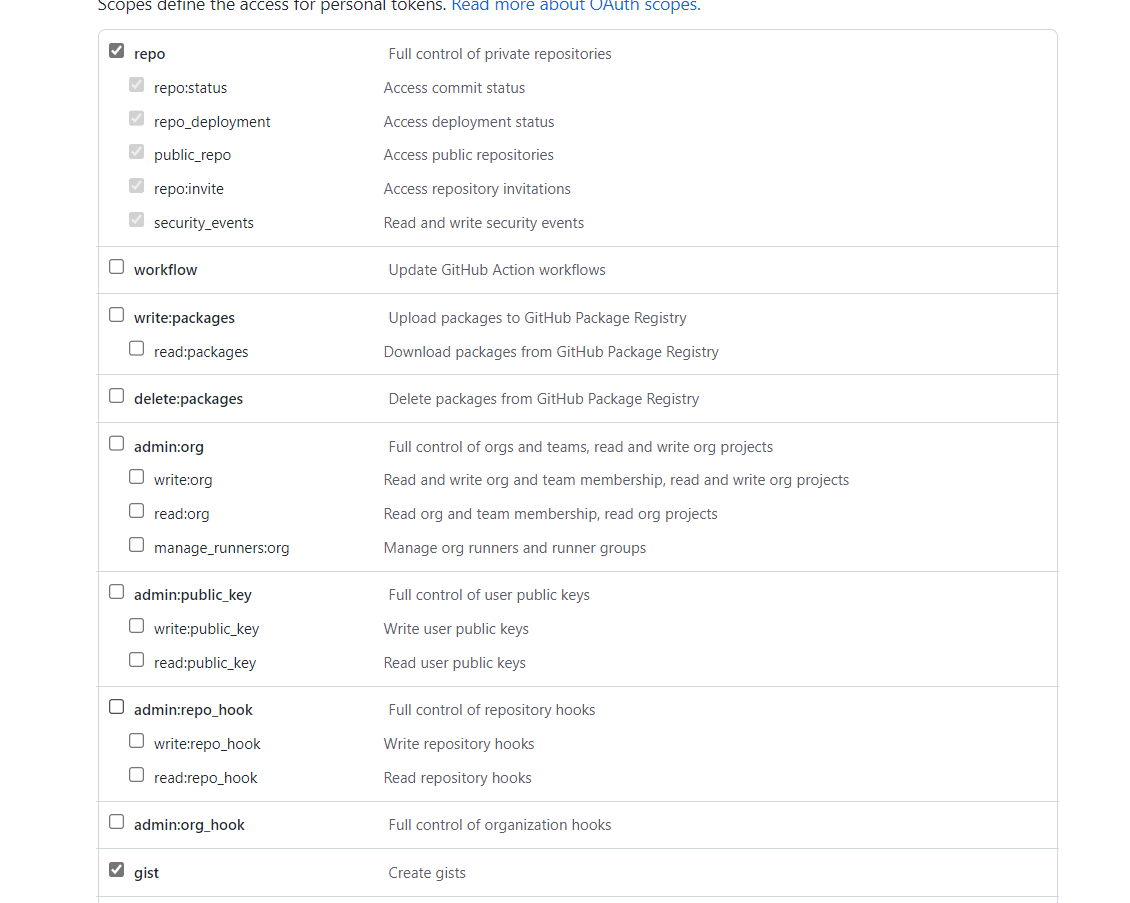 Scopes define the access for personal tokens. Read more about OAuth scopes.
repo Full control of private repositories
repo:status Access commit status
repo_deployment Access deployment status
public_repo Access public repositories
repo:invite Access repository invitations
security_events Read and write security events
workflow Update GitHub Action workflows
write:packages Upload packages to GitHub Package Registry
read:packages Download packages from GitHub Package Registry
delete:packages Delete packages from GitHub Package Registry
admin:org Full control of orgs and teams, read and write org projects
write:org Read and write org and team membership, read and write org projects
read:org Read org and team membership, read org projects
manage_runners:org Manage org runners and runner groups
admin:public_key Full control of user public keys
write:public_key Write user public keys
read:public_key Read user public keys
admin:repo_hook Full control of repository hooks
write:repo_hook Write repository hooks
read:repo_hook Read repository hooks
admin:org_hook Full control of organization hooks
gist Create gists